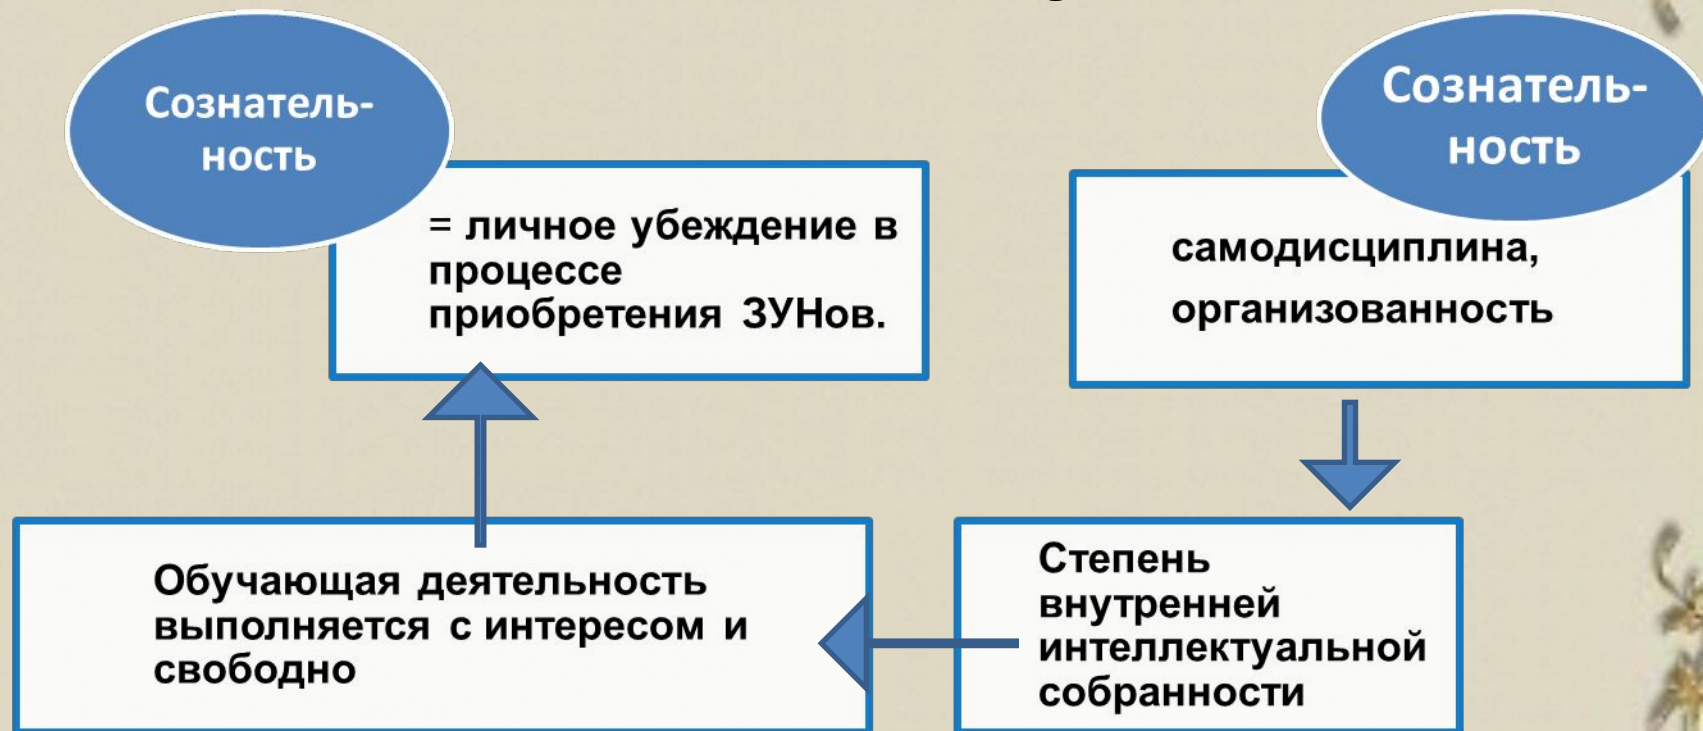 Сознатель-
ность
= личное убеждение в
процессе
приобретения ЗУНов.
Сознатель-
ность
самодисциплина,
организованность
Обучающая деятельность
выполняется с интересом и
свободно
Степень
внутренней
интеллектуальной
собранности